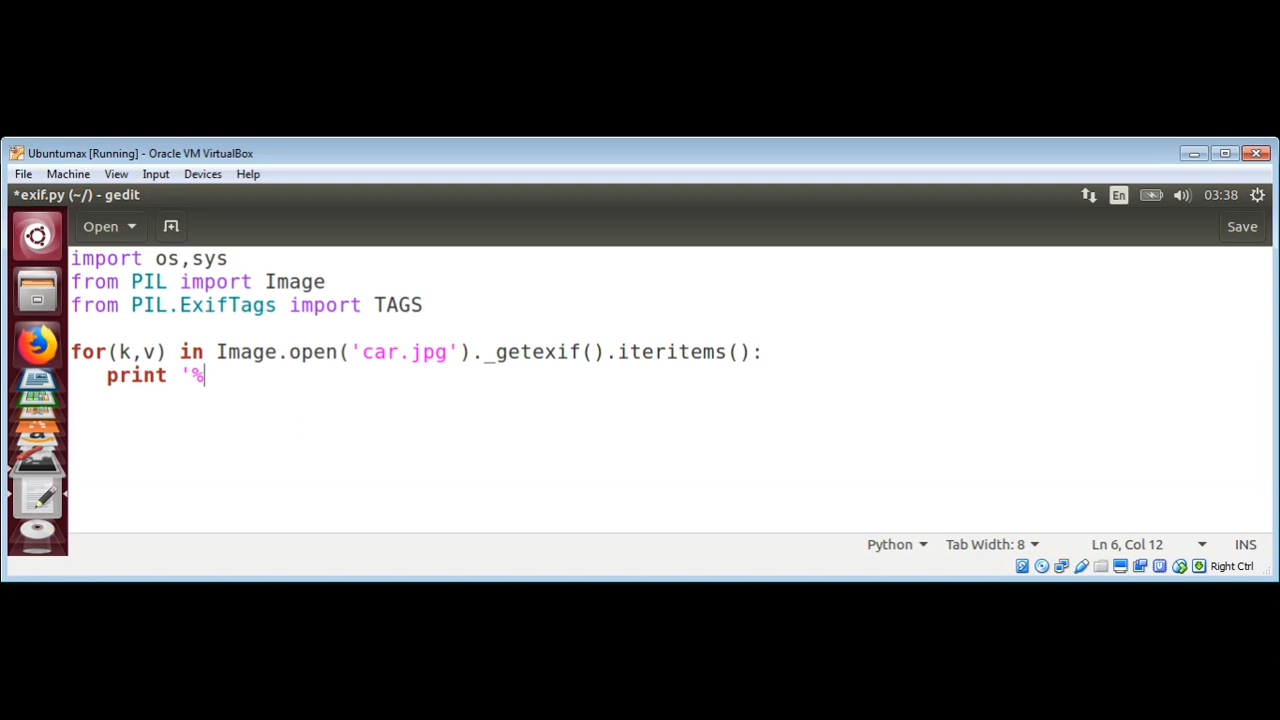 Ubuntumax [Running] - Oracle VM VirtualBox
File Machine View Input Devices Help
*exif.py (~/) - gedit En 03:38
Open Save
import os,sys
from PIL import Image
from PIL.ExifTags import TAGS
for(k,v) in Image.open('car.jpg')._getexif().iteritems():
print '%
Python Tab Width: 8 Ln 6, Col 12 INS
Right Ctrl